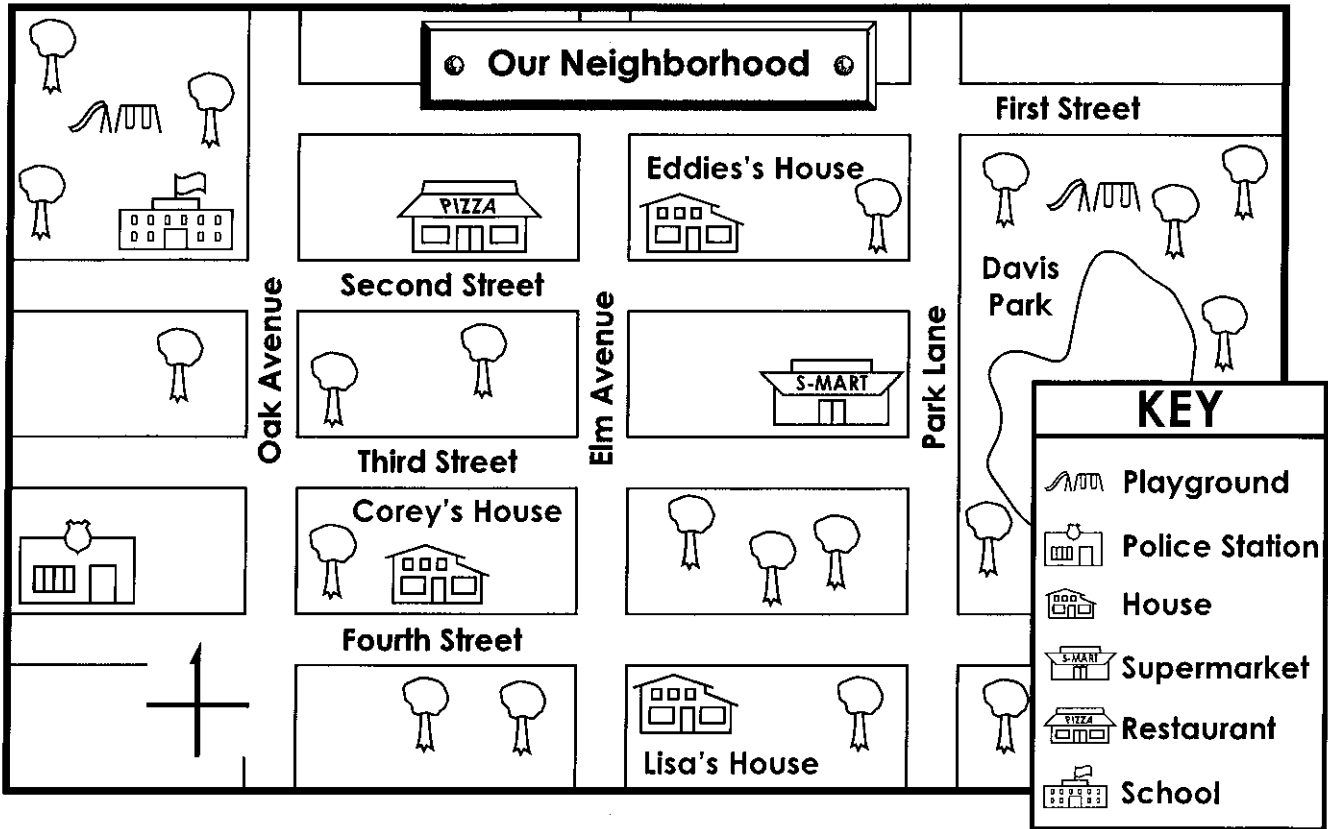 Our Neighborhood
First Street
Eddies's House
PIZZA
Second Street
Davis
Park
Oak Avenue
Elm Avenue
Park Lane
S-MART
Third Street
Corey's House
Fourth Street
Lisa's House
KEY
Playground
Police Station
House
S-MART
Supermarket
PIZZA
Restaurant
School